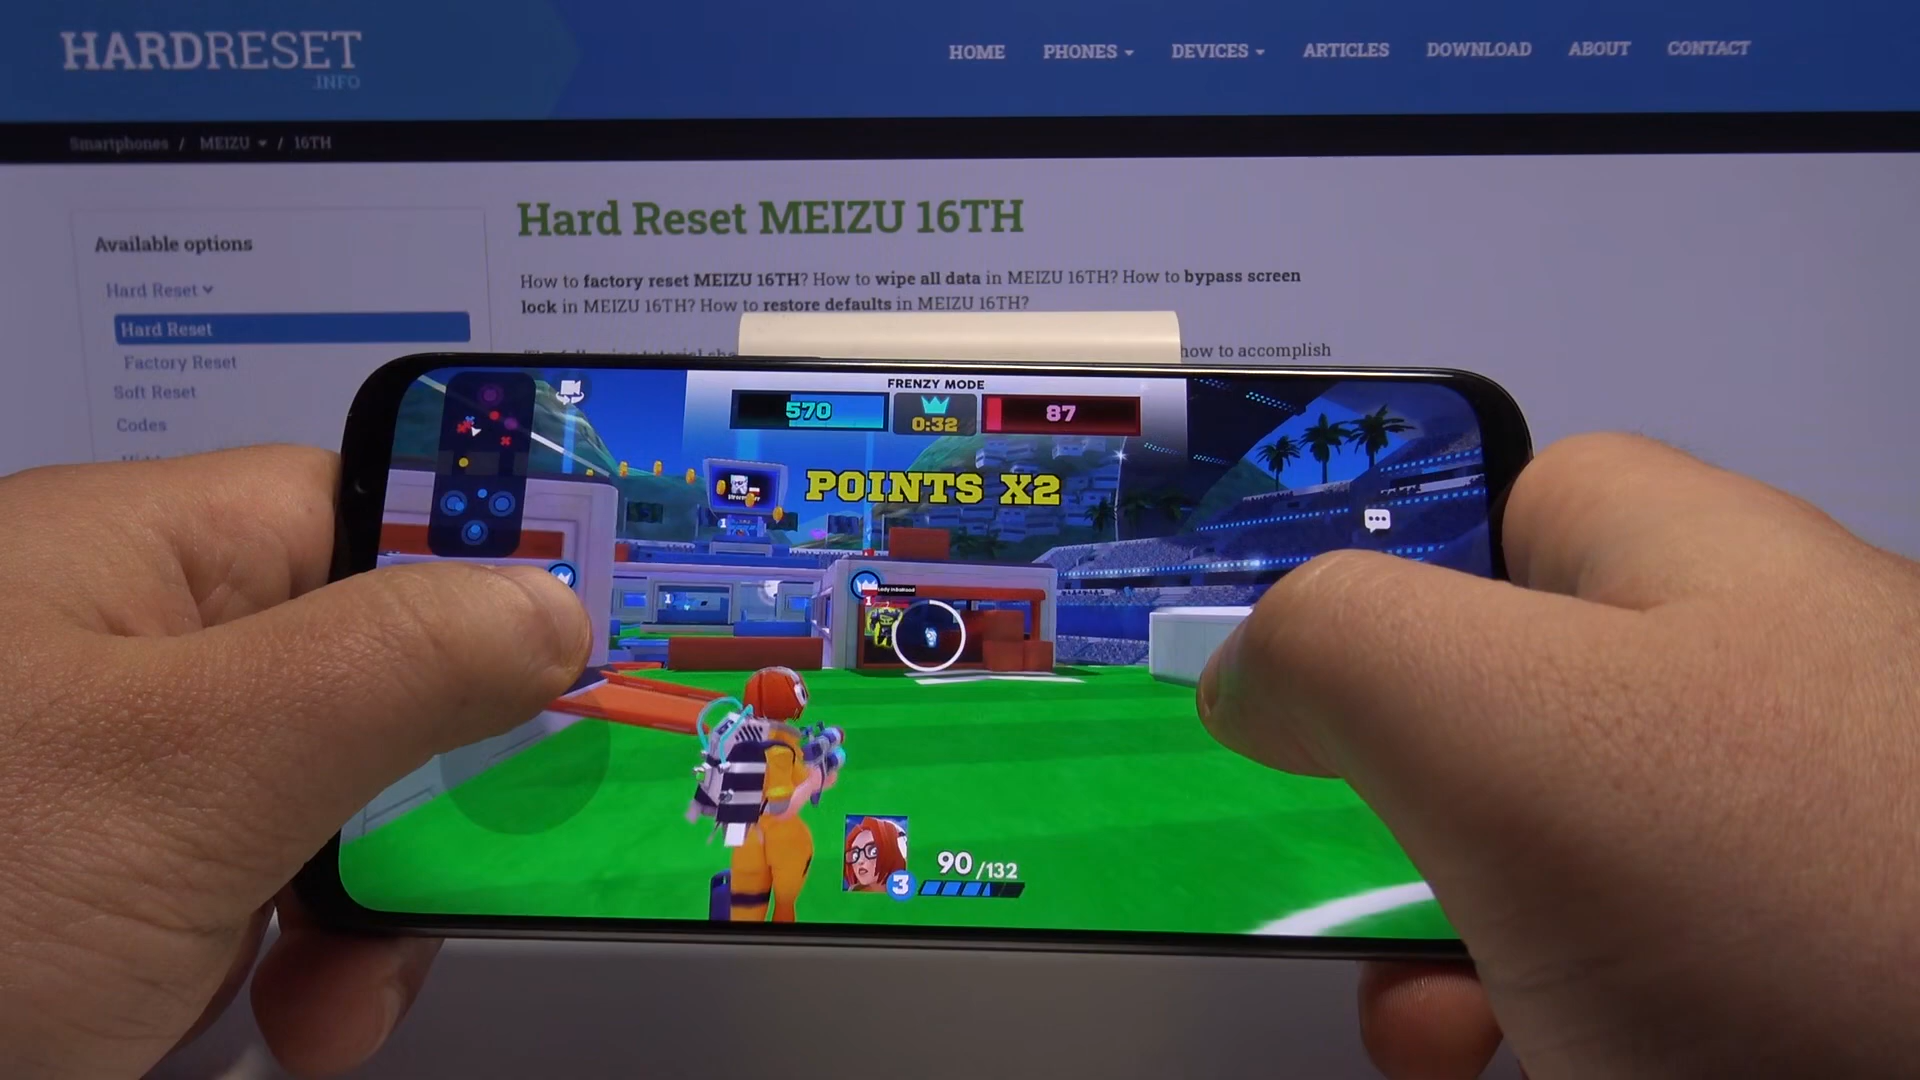 HARDRESET
.INFO
HOME PHONES DEVICES ARTICLES DOWNLOAD ABOUT CONTACT
Smartphones / MEIZU / 16TH
Available options
Hard Reset
Hard Reset
Factory Reset
Soft Reset
Codes
Hard Reset MEIZU 16TH
How to factory reset MEIZU 16TH? How to wipe all data in MEIZU 16TH? How to bypass screen
lock in MEIZU 16TH? How to restore defaults in MEIZU 16TH?
how to accomplish
FRENZY MODE
570
0:32
87
POINTS X2
1
1
1
3
90/132